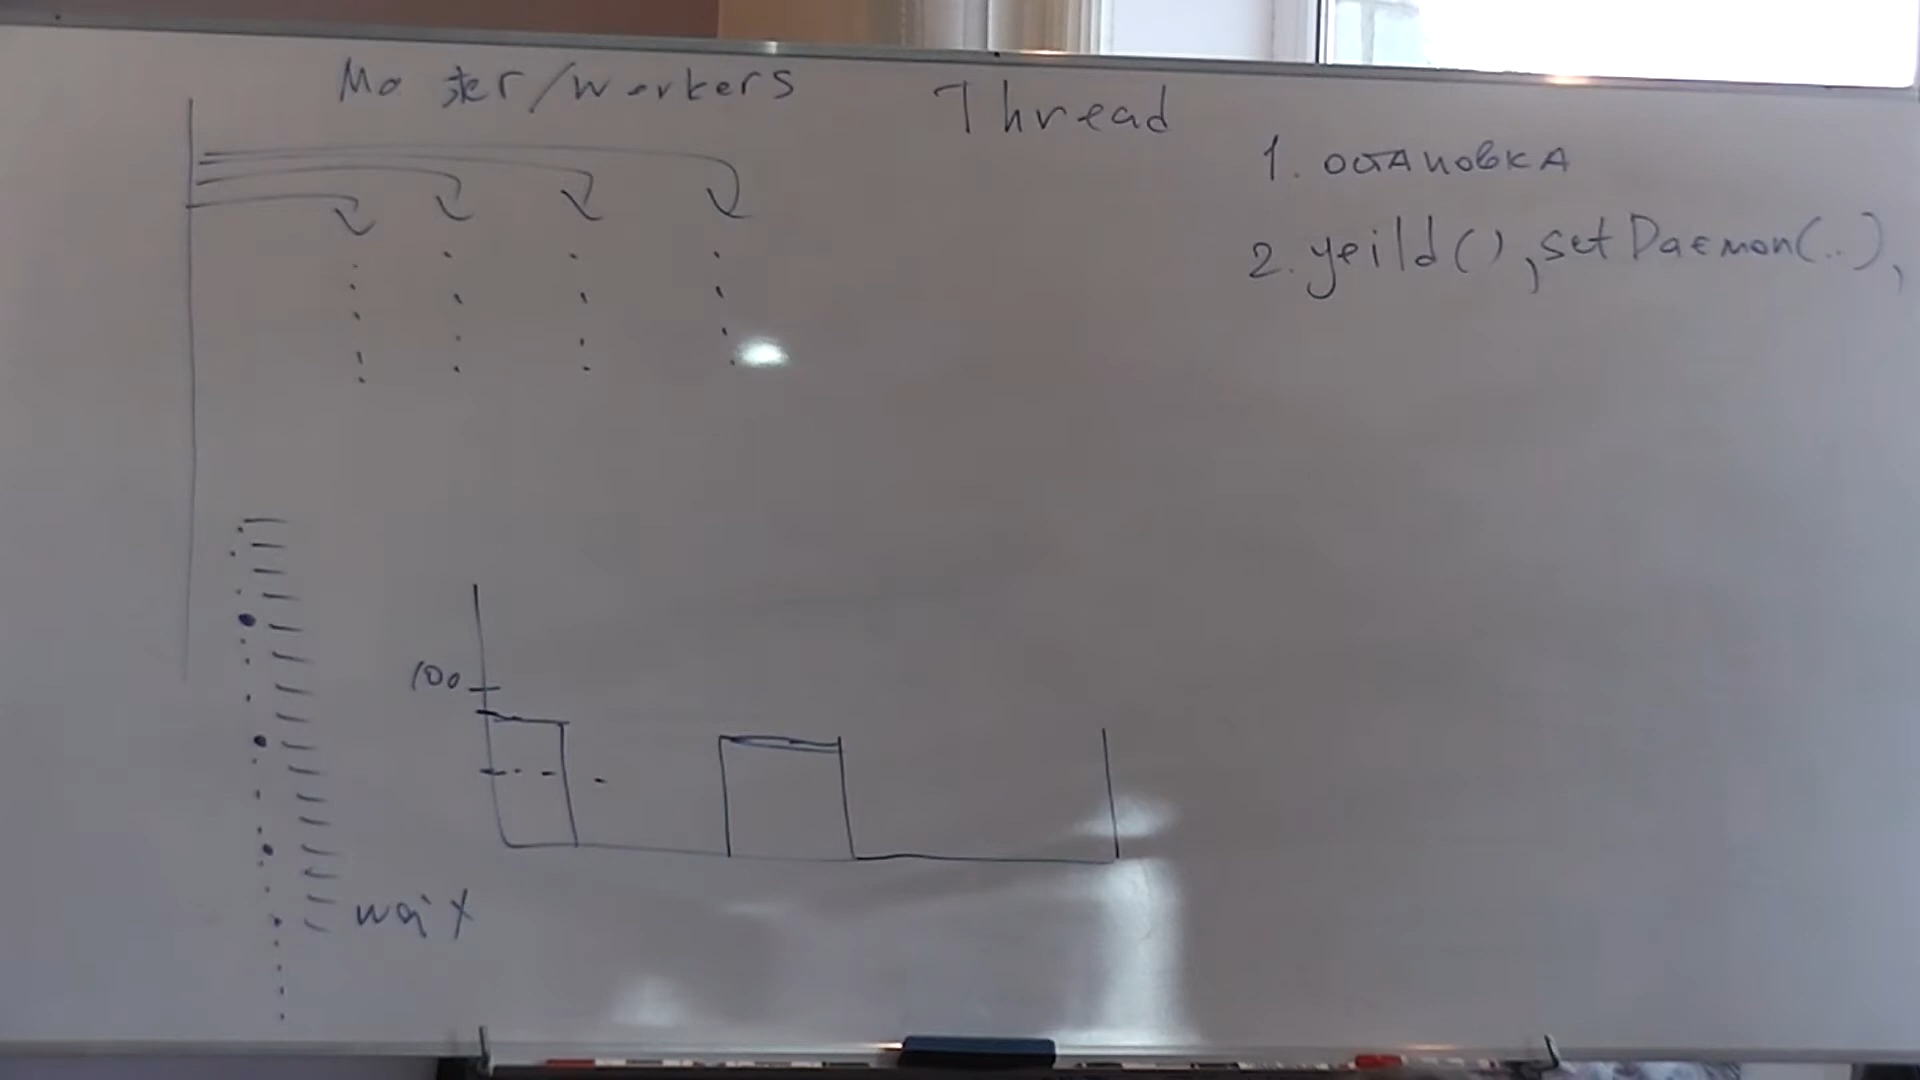 Master/workers
Thread
1. остановка
2. yeild(), setDaemon(..),
100
wait